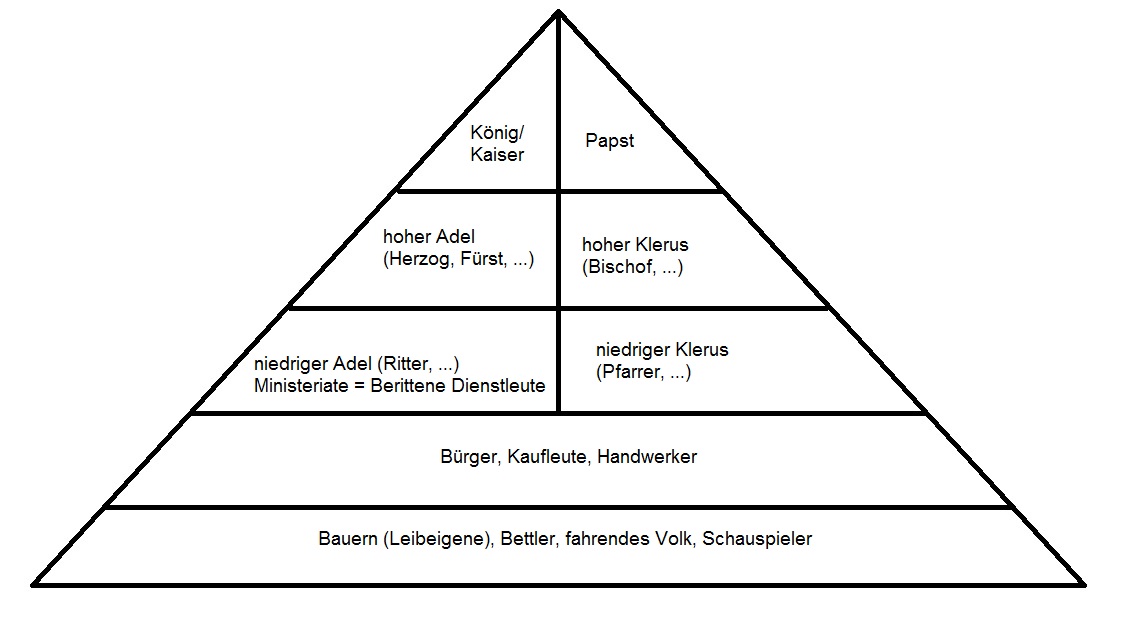 König/
Kaiser
Papst
hoher Adel
(Herzog, Fürst, ...)
hoher Klerus
(Bischof, ...)
niedriger Adel (Ritter, ...)
Ministeriate = Berittene Dienstleute
niedriger Klerus
(Pfarrer, ...)
Bürger, Kaufleute, Handwerker
Bauern (Leibeigene), Bettler, fahrendes Volk, Schauspieler